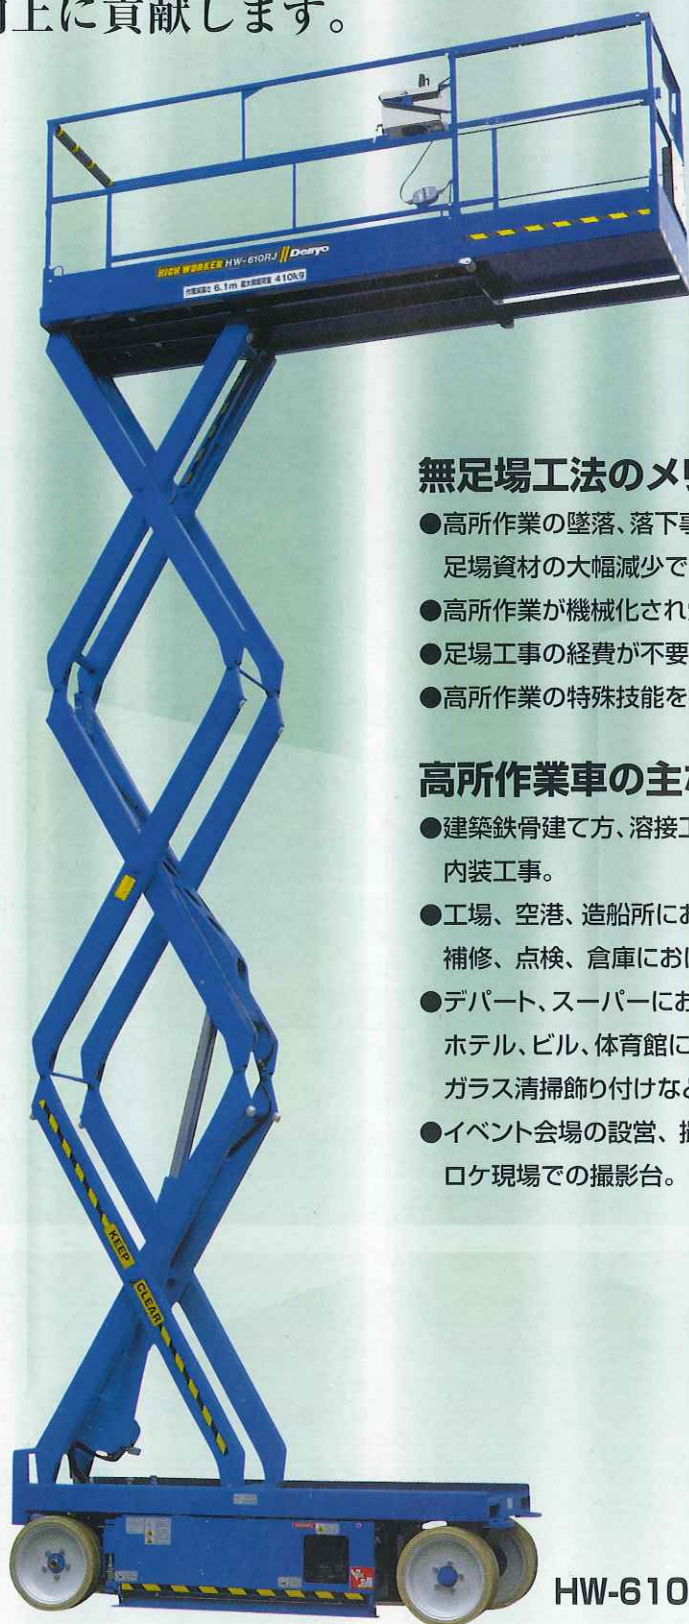 向上に貢献します。
HIGH WORKER HW-610RJ Denyo
作業床高さ 6.1m 最大積載荷重 410kg
無足場工法のメリ
●高所作業の墜落、落下事
足場資材の大幅減少で
●高所作業が機械化され
●足場工事の経費が不要
●高所作業の特殊技能を
高所作業車の主な
●建築鉄骨建て方、溶接工
内装工事。
●工場、空港、造船所にお
補修、点検、倉庫におけ
●デパート、スーパーにお
ホテル、ビル、体育館に
ガラス清掃飾り付けなど
●イベント会場の設営、撮
ロケ現場での撮影台。
KEEP
CLEAR
HW-610